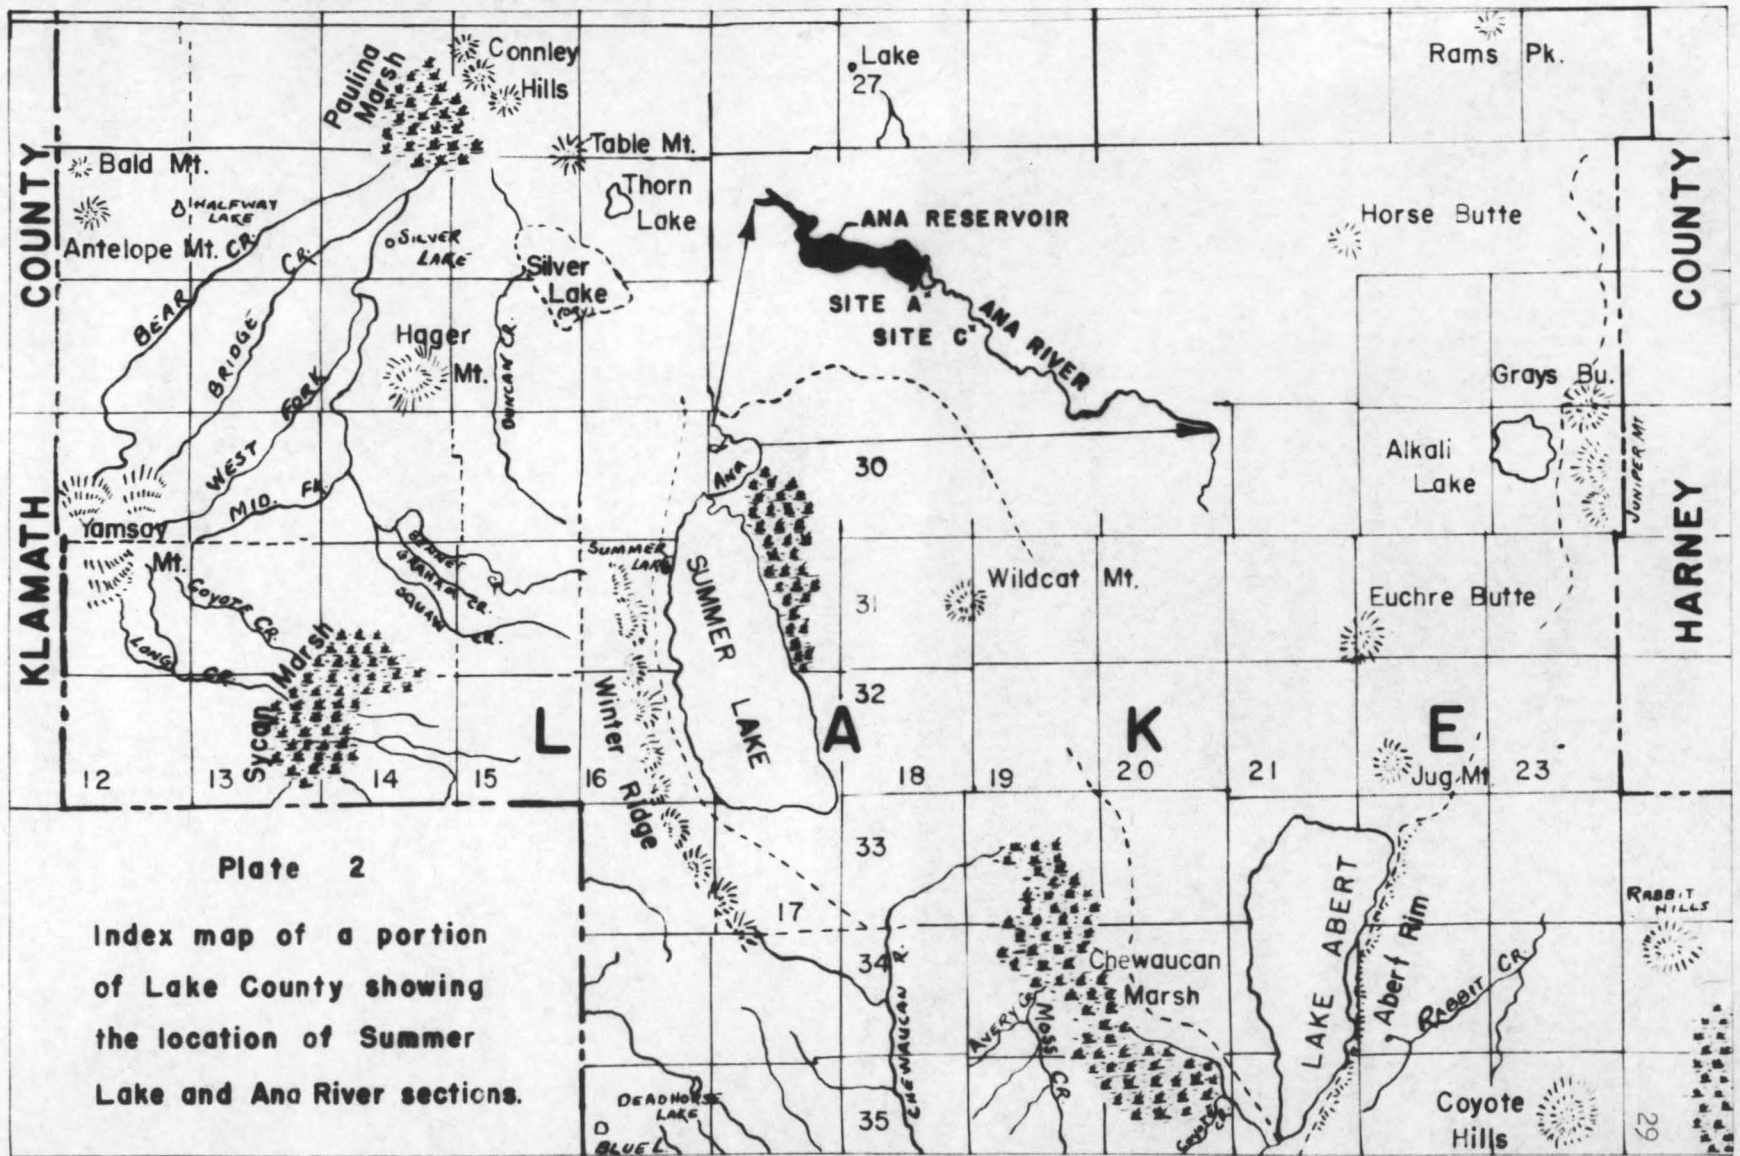 Paulina
Marsh
Connley
Hills
Lake
27
Rams Pk.
KLAMATH COUNTY
Bald Mt.
HALFWAY
LAKE
Antelope Mt.
Table Mt.
Thorn
Lake
BEAR CR.
BRIDGE CR.
SILVER
LAKE
Silver
Lake
(DRY)
Hager
Mt.
WEST FORK
MID. FK.
DUNCAN CR.
ANA RESERVOIR
SITE A x
SITE C x
ANA RIVER
Horse Butte
HARNEY COUNTY
Grays Bu.
Alkali
Lake
JUNIPER MT.
Yamsay
Mt.
COYOTE CR.
LONG CR.
Sycan Marsh
GRAHAM CR.
SQUAW CR.
SUMMER
LAKE
ANA
30
SUMMER LAKE
31
Wildcat Mt.
Euchre Butte
32
Winter Ridge
L A K E
12 13 14 15 16 18 19 20 21 23
Jug Mt.
33
17
34
35
CHEWAUCAN R.
AVERY C.
MOSS CR.
Chewaucan
Marsh
LAKE ABERT
Abert Rim
RABBIT CR.
RABBIT
HILLS
Coyote
Hills
29
DEADHORSE
LAKE
BLUE L.
Plate 2
Index map of a portion
of Lake County showing
the location of Summer
Lake and Ana River sections.